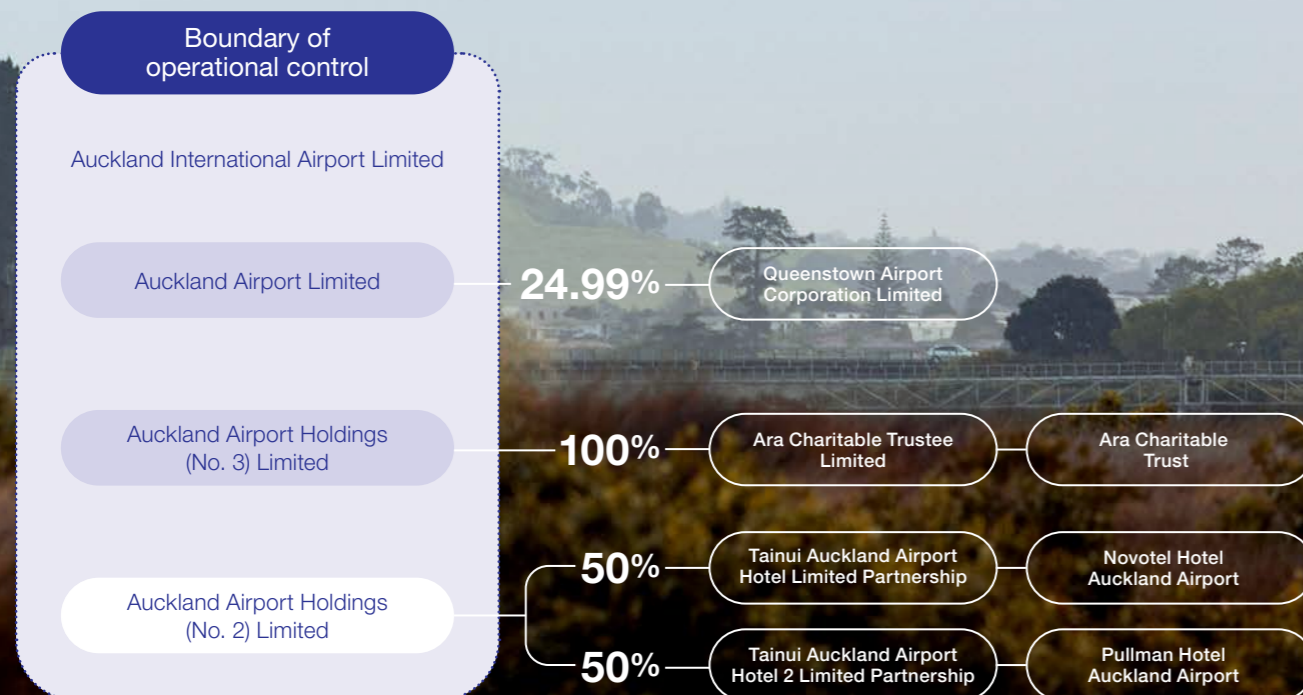 Boundary of
operational control
Auckland International Airport Limited
Auckland Airport Limited
24.99%
Queenstown Airport
Corporation Limited
Auckland Airport Holdings
(No. 3) Limited
100%
Ara Charitable Trustee
Limited
Ara Charitable
Trust
Auckland Airport Holdings
(No. 2) Limited
50%
Tainui Auckland Airport
Hotel Limited Partnership
Novotel Hotel
Auckland Airport
50%
Tainui Auckland Airport
Hotel 2 Limited Partnership
Pullman Hotel
Auckland Airport